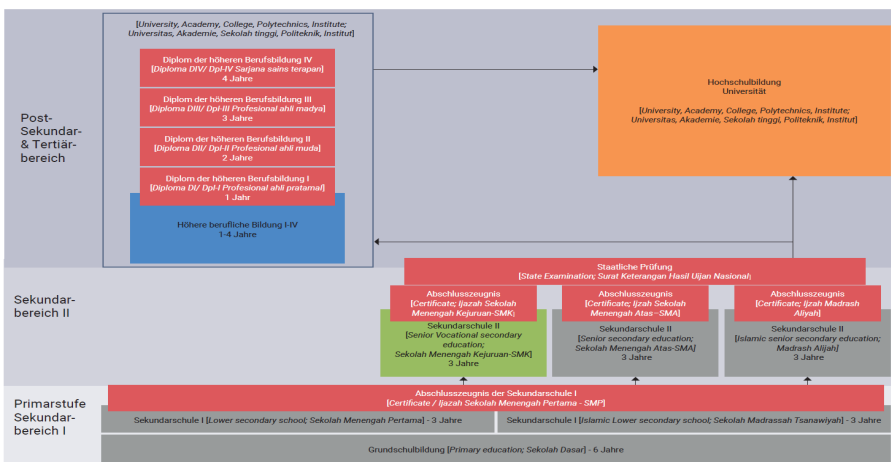 [University, Academy, College, Polytechnics, Institute;
Universitas, Akademie, Sekolah tinggi, Politeknik, Institut]
Diplom der höheren Berufsbildung IV
[Diploma DIV/ Dpl-IV Sarjana sains terapan]
4 Jahre
Diplom der höheren Berufsbildung III
[Diploma DIII/ Dpl-III Profesional ahli madya]
3 Jahre
Diplom der höheren Berufsbildung II
[Diploma DII/ Dpl-II Profesional ahli muda]
2 Jahre
Diplom der höheren Berufsbildung I
[Diploma DI/ Dpl-I Profesional ahli pratama]
1 Jahr
Höhere berufliche Bildung I-IV
1-4 Jahre
Post-
Sekundar-
& Tertiär-
bereich
Hochschulbildung
Universität
[University, Academy, College, Polytechnics, Institute;
Universitas, Akademie, Sekolah tinggi, Politeknik, Institut]
Staatliche Prüfung
[State Examination; Surat Keterangan Hasil Uijan Nasional]
Sekundar-
bereich II
Abschlusszeugnis
[Certificate; Ijazah Sekolah
Menengah Kejuruan-SMK]
Sekundarschule II
[Senior Vocational secondary
education;
Sekolah Menengah Kejuruan-SMK]
3 Jahre
Abschlusszeugnis
[Certificate; Ijzah Sekolah
Menengah Atas–SMA]
Sekundarschule II
[Senior secondary education;
Sekolah Menengah Atas-SMA]
3 Jahre
Abschlusszeugnis
[Certificate; Ijzah Madrash
Aliyah]
Sekundarschule II
[Islamic senior secondary education;
Madrash Alijah]
3 Jahre
Primarstufe
Sekundar-
bereich I
Abschlusszeugnis der Sekundarschule I
[Certificate / Ijazah Sekolah Menengah Pertama - SMP]
Sekundarschule I [Lower secondary school; Sekolah Menengah Pertama] - 3 Jahre
Sekundarschule I [Islamic Lower secondary school; Sekolah Madrassah Tsanawiyah] - 3 Jahre
Grundschulbildung [Primary education; Sekolah Dasar] - 6 Jahre